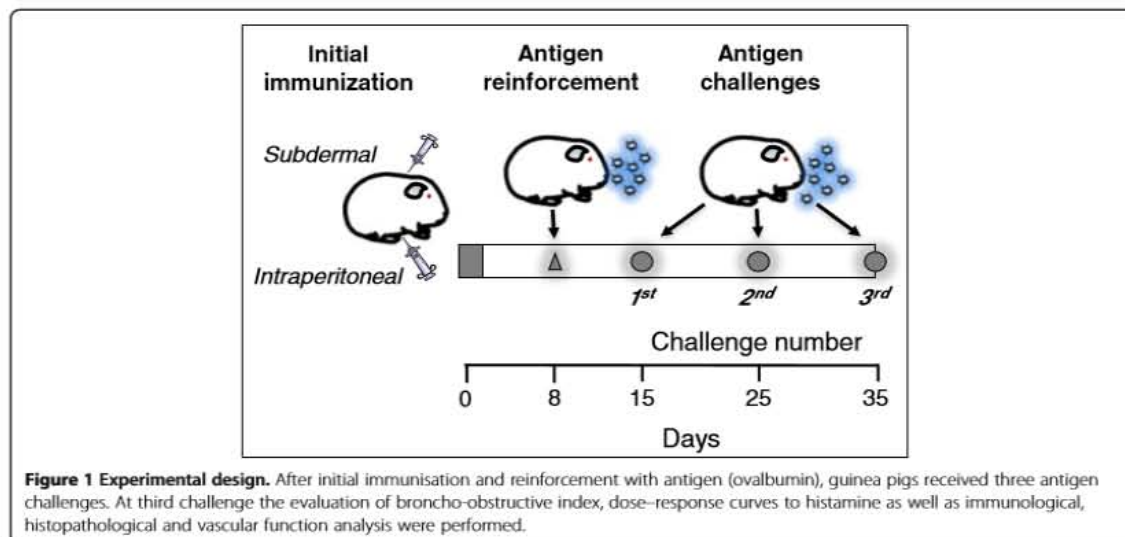 Initial immunization
Antigen reinforcement
Antigen challenges
Subdermal
Intraperitoneal
1st 2nd 3rd
Challenge number
0 8 15 25 35
Days
Figure 1 Experimental design. After initial immunisation and reinforcement with antigen (ovalbumin), guinea pigs received three antigen
challenges. At third challenge the evaluation of broncho-obstructive index, dose–response curves to histamine as well as immunological,
histopathological and vascular function analysis were performed.